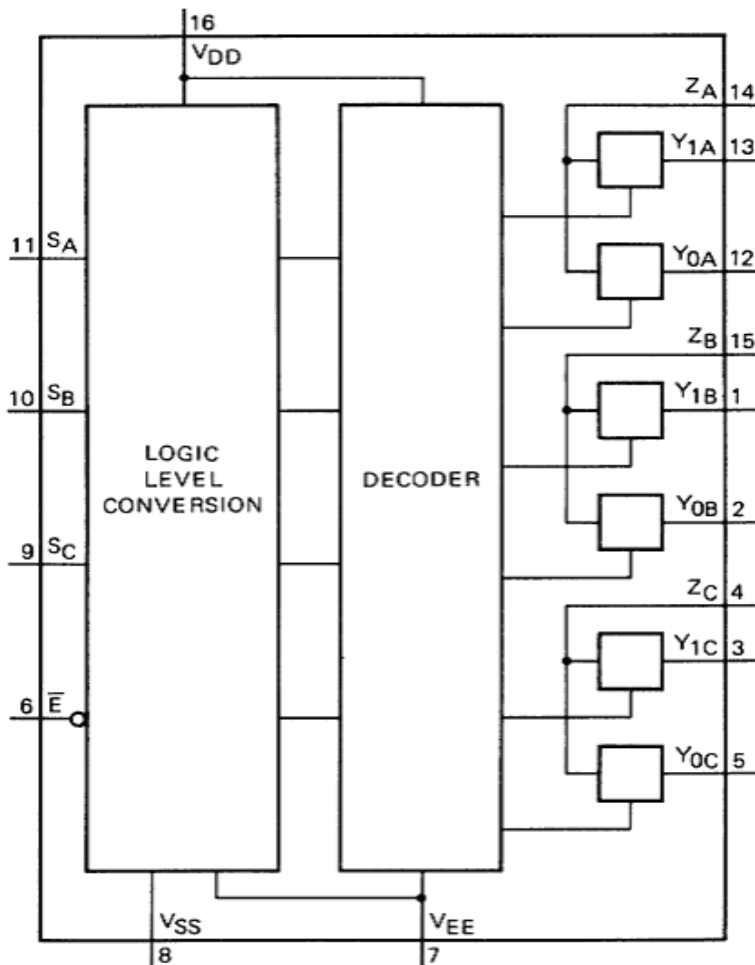 16
VDD
ZA 14
Y1A 13
11 SA
Y0A 12
ZB 15
10 SB
Y1B 1
LOGIC
LEVEL
CONVERSION
DECODER
Y0B 2
9 SC
ZC 4
Y1C 3
6 E̅
Y0C 5
VSS
VEE
8
7